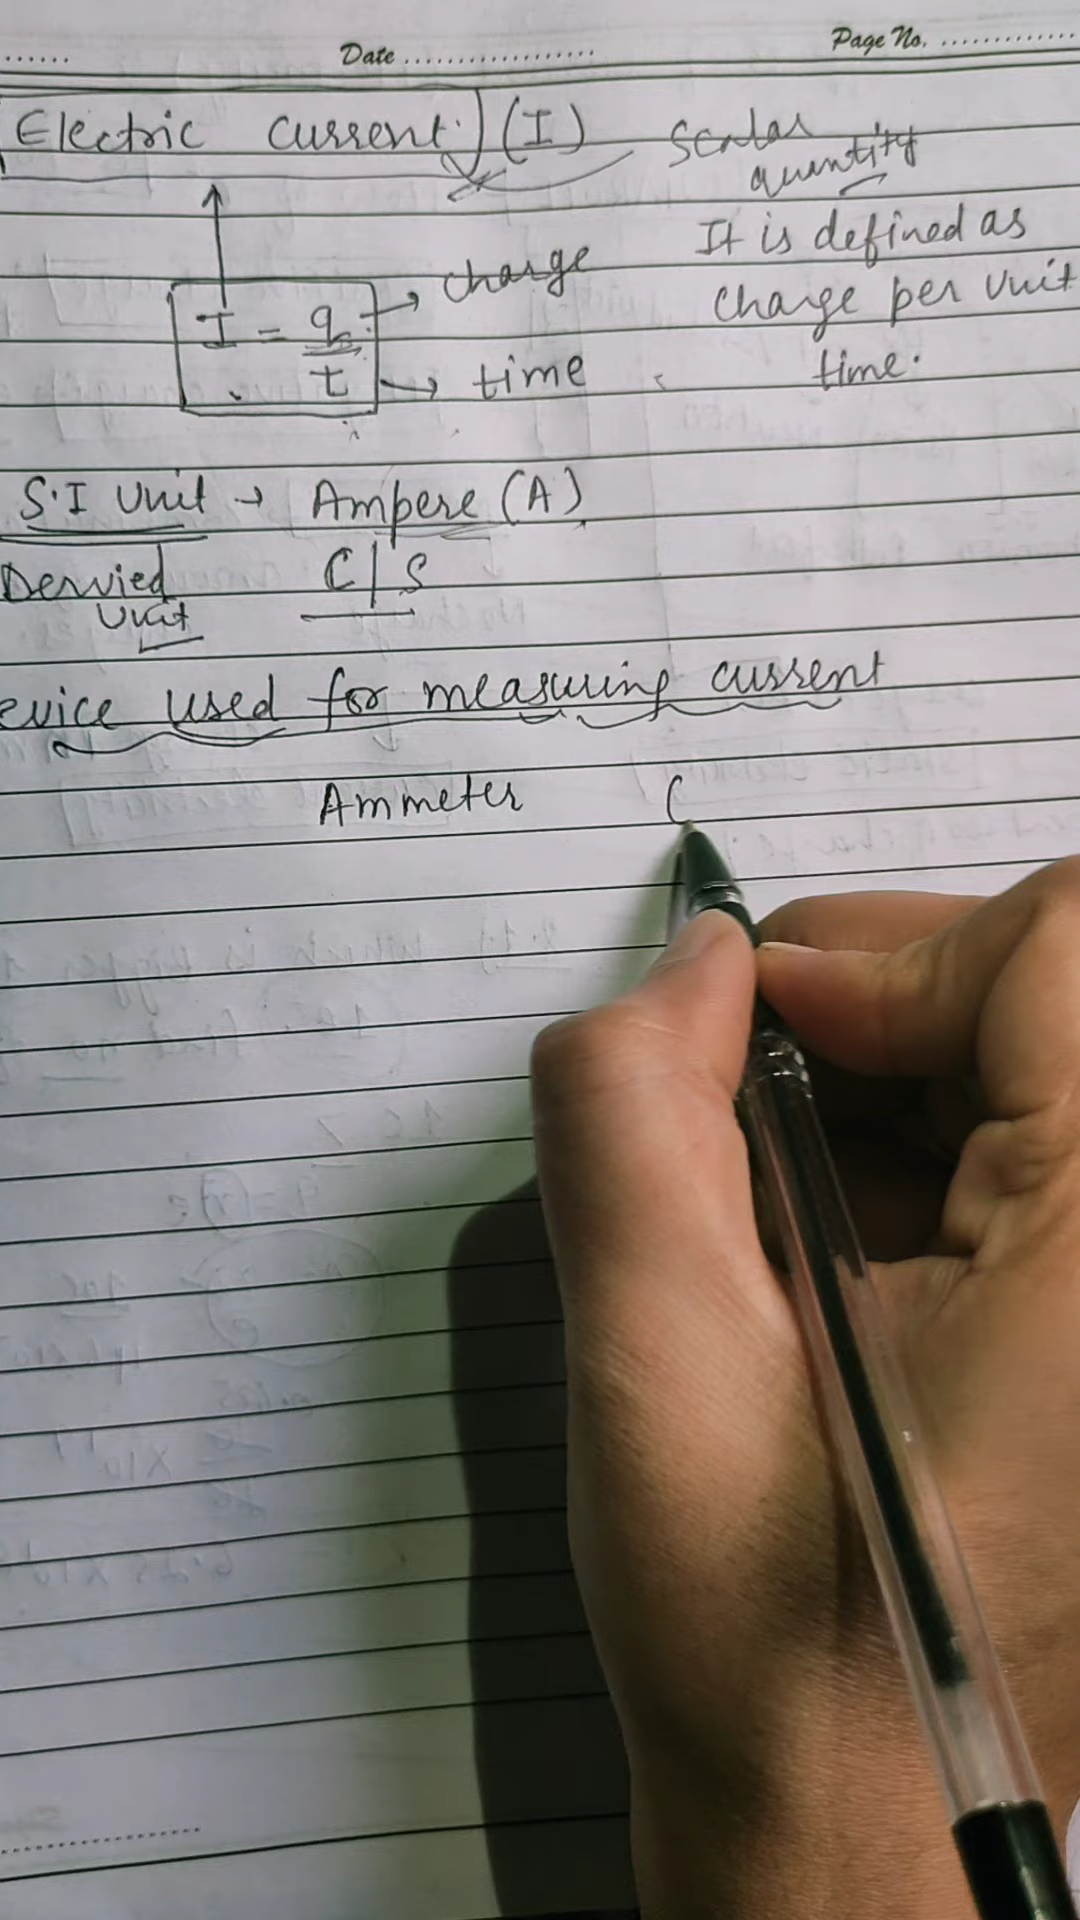 Date .................. Page No. .............
Electric current (I)
Scalar quantity
It is defined as charge per unit time.
I = q/t
charge
time
S.I Unit → Ampere (A)
Dervied Unit C/S
evice used for measuring current
Ammeter (